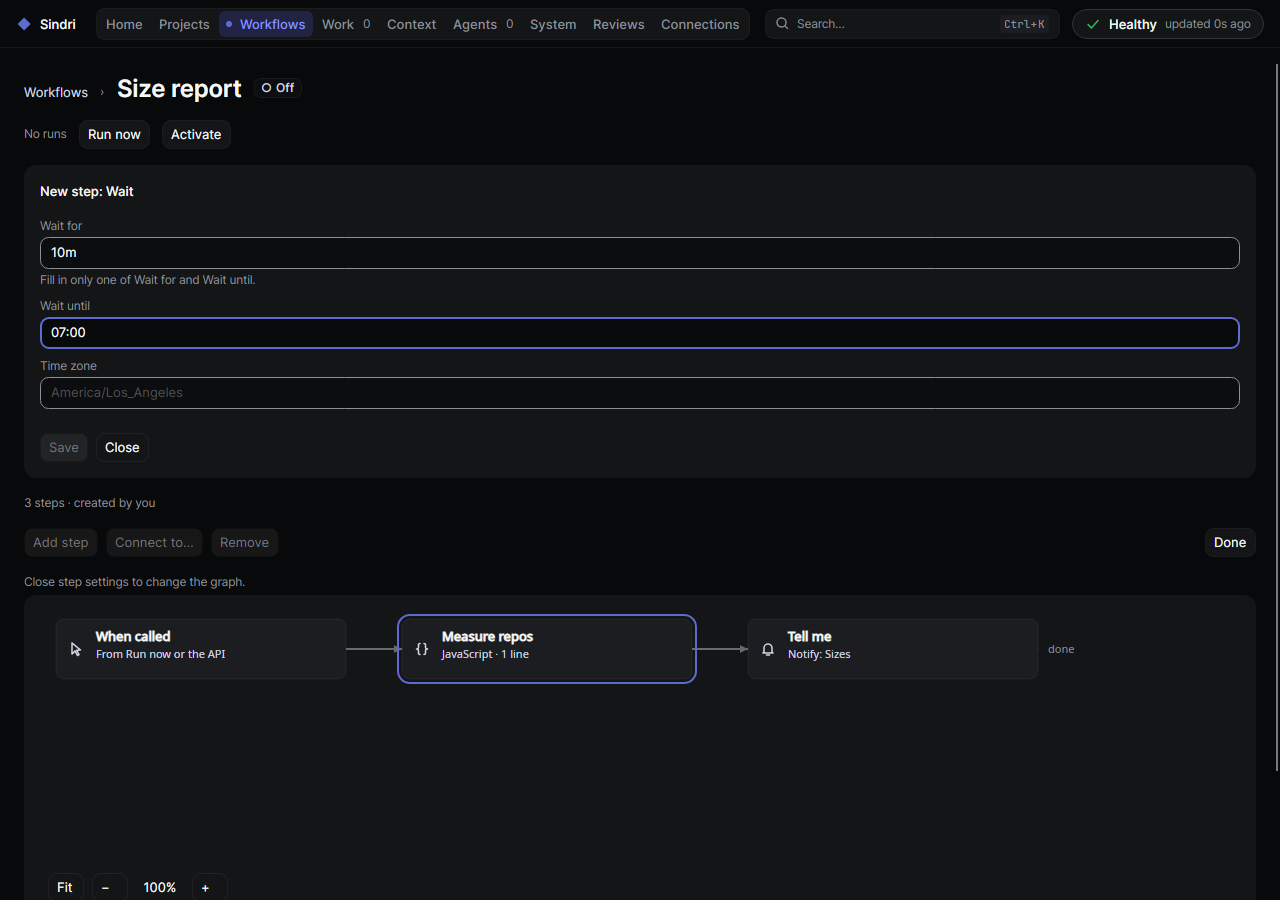 Sindri Home Projects Workflows Work 0 Context Agents 0 System Reviews Connections Search... Ctrl+K Healthy updated 0s ago
Workflows › Size report Off
No runs Run now Activate
New step: Wait
Wait for
10m
Fill in only one of Wait for and Wait until.
Wait until
07:00
Time zone
America/Los_Angeles
Save Close
3 steps · created by you
Add step Connect to... Remove Done
Close step settings to change the graph.
When called
From Run now or the API
{} Measure repos
JavaScript · 1 line
Tell me
Notify: Sizes
done
Fit − 100% +